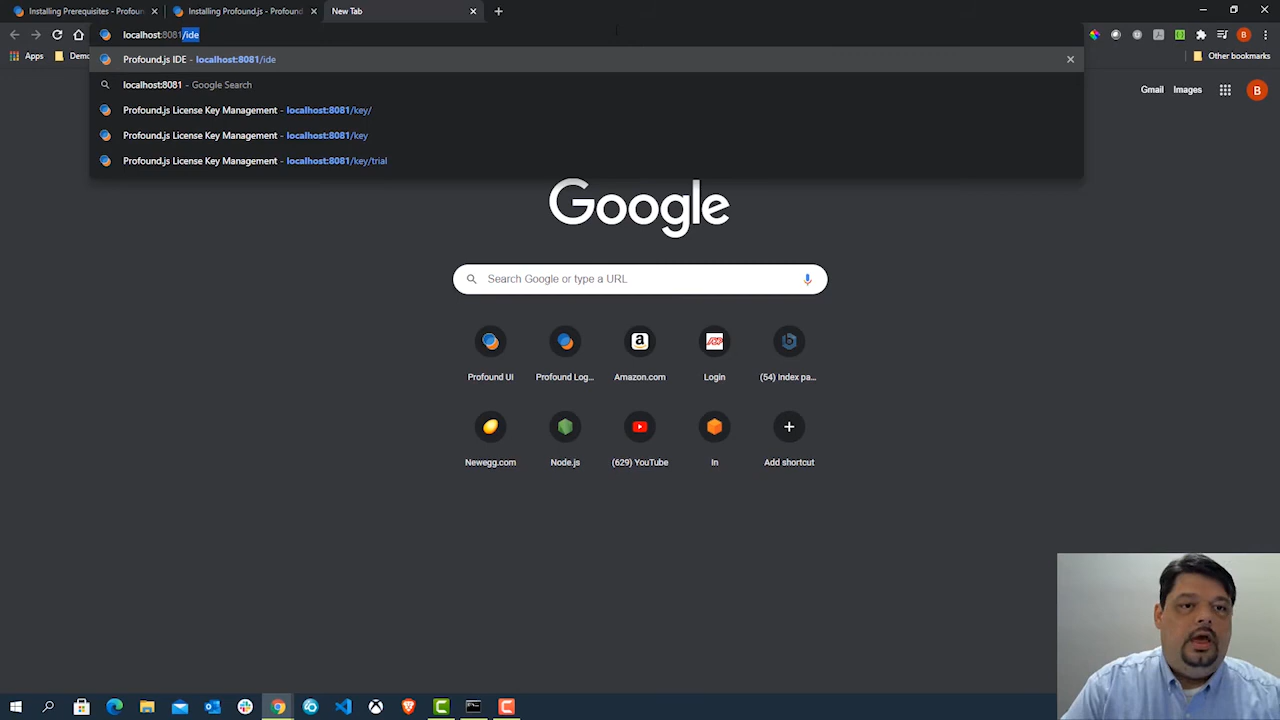 Installing Prerequisites - Profoun
Installing Profound.js - Profound
New Tab
localhost:8081/ide
Apps
Demo
Other bookmarks
Profound.js IDE - localhost:8081/ide
localhost:8081 - Google Search
Profound.js License Key Management - localhost:8081/key/
Profound.js License Key Management - localhost:8081/key
Profound.js License Key Management - localhost:8081/key/trial
Gmail Images
B
B
Google
Search Google or type a URL
Profound UI
Profound Log...
Amazon.com
Login
(54) Index pa...
Newegg.com
Node.js
(629) YouTube
In
Add shortcut